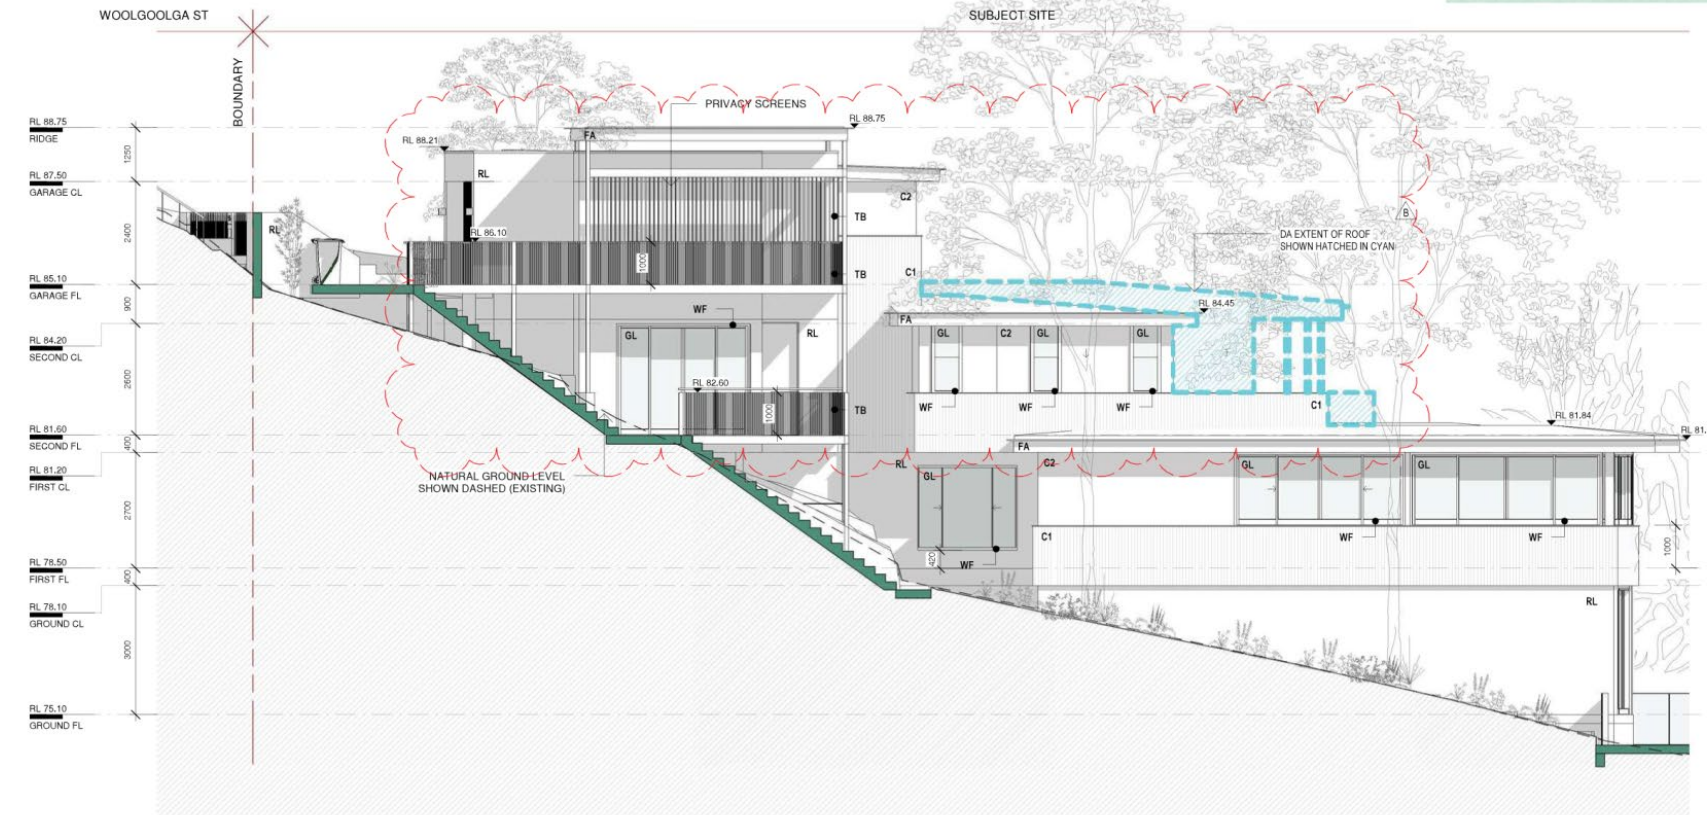 WOOLGOOLGA ST
SUBJECT SITE
BOUNDARY
PRIVACY SCREENS
RL 88.75
RIDGE
RL 88.75
FA
RL 88.21
1250
RL 87.50
GARAGE CL
RL
C2
B
2400
RL
RL 86.10
TB
DA EXTENT OF ROOF
SHOWN HATCHED IN CYAN
1000
TB
C1
RL 85.10
GARAGE FL
900
WF
RL 84.45
FA
GL
RL
GL
C2
GL
GL
RL 84.20
SECOND CL
2600
RL 82.60
1000
TB
WF
WF
WF
C1
RL 81.84
RL 81.60
SECOND FL
400
RL 81.
FA
RL 81.20
FIRST CL
NATURAL GROUND LEVEL
SHOWN DASHED (EXISTING)
RL
GL
C2
GL
GL
2700
C1
WF
WF
1000
420
WF
RL 78.50
FIRST FL
400
RL 78.10
GROUND CL
RL
3000
RL 75.10
GROUND FL